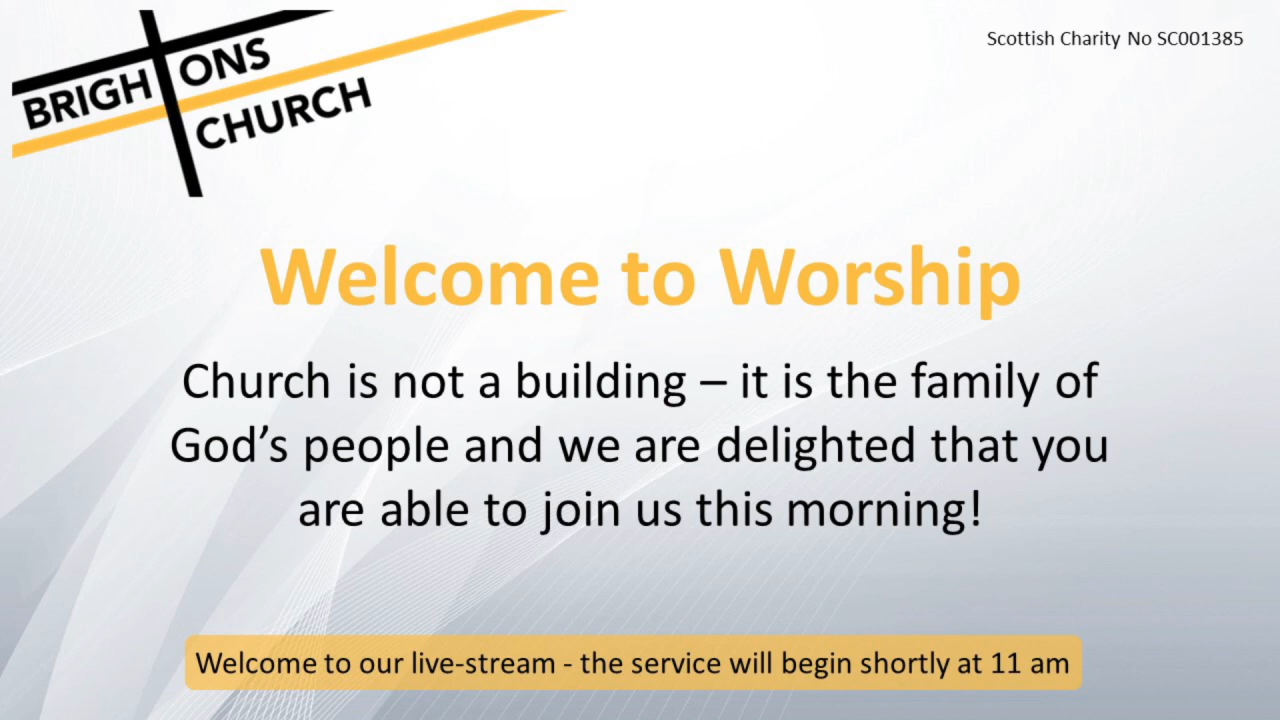 BRIGHTONS
CHURCH
Scottish Charity No SC001385
Welcome to Worship
Church is not a building – it is the family of
God’s people and we are delighted that you
are able to join us this morning!
Welcome to our live-stream - the service will begin shortly at 11 am